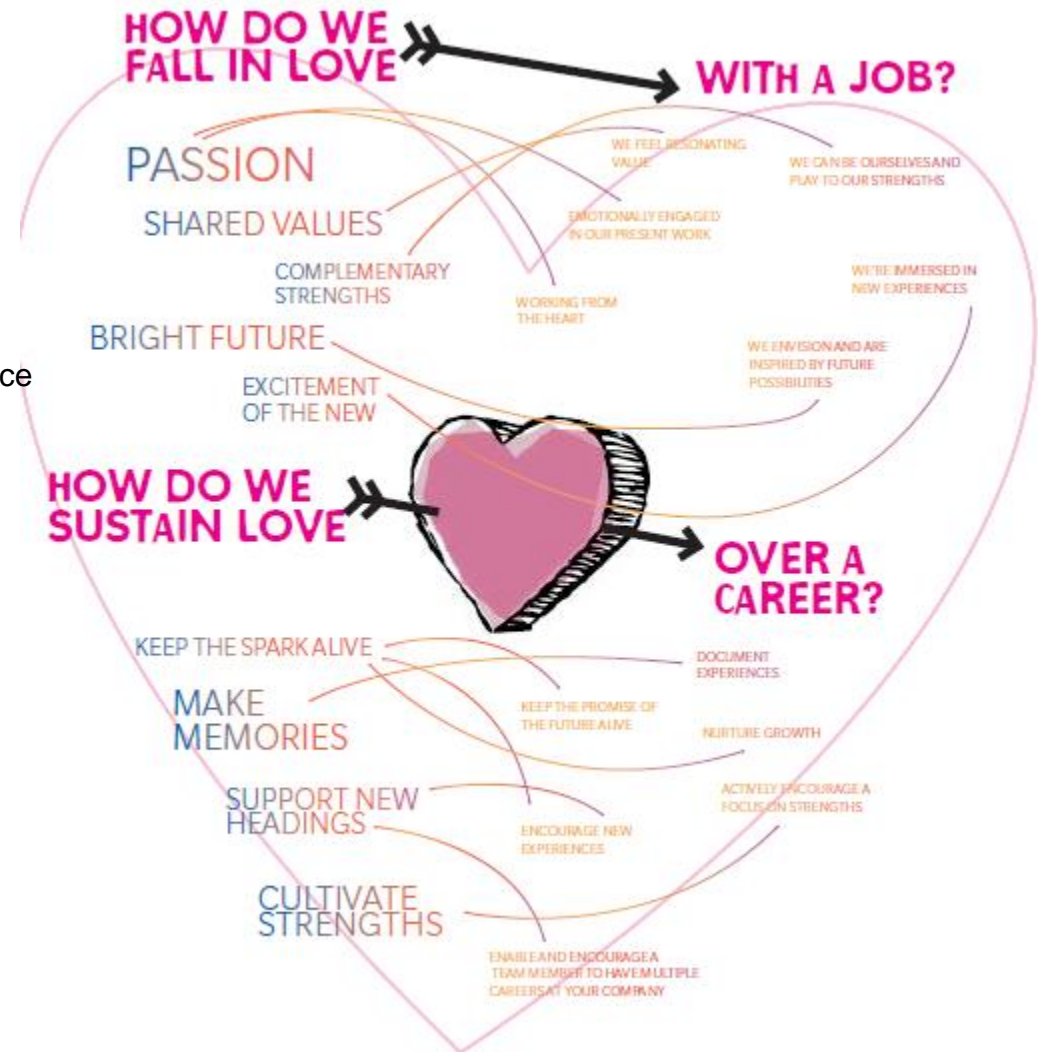 HOW DO WE
FALL IN LOVE
WITH A JOB?
PASSION
WE FEEL RESONATING
VALUE
WE CAN BE OURSELVES AND
PLAY TO OUR STRENGTHS
SHARED VALUES
EMOTIONALLY ENGAGED
IN OUR PRESENT WORK
COMPLEMENTARY
STRENGTHS
WE'RE IMMERSED IN
NEW EXPERIENCES
WORKING FROM
THE HEART
BRIGHT FUTURE
WE ENVISION AND ARE
INSPIRED BY FUTURE
POSSIBILITIES
ce
EXCITEMENT
OF THE NEW
HOW DO WE
SUSTAIN LOVE
OVER A
CAREER?
KEEP THE SPARK ALIVE
DOCUMENT
EXPERIENCES
MAKE
MEMORIES
KEEP THE PROMISE OF
THE FUTURE ALIVE
NURTURE GROWTH
SUPPORT NEW
HEADINGS
ACTIVELY ENCOURAGE A
FOCUS ON STRENGTHS
ENCOURAGE NEW
EXPERIENCES
CULTIVATE
STRENGTHS
ENABLE AND ENCOURAGE A
TEAM MEMBER TO HAVE MULTIPLE
CAREERS AT YOUR COMPANY